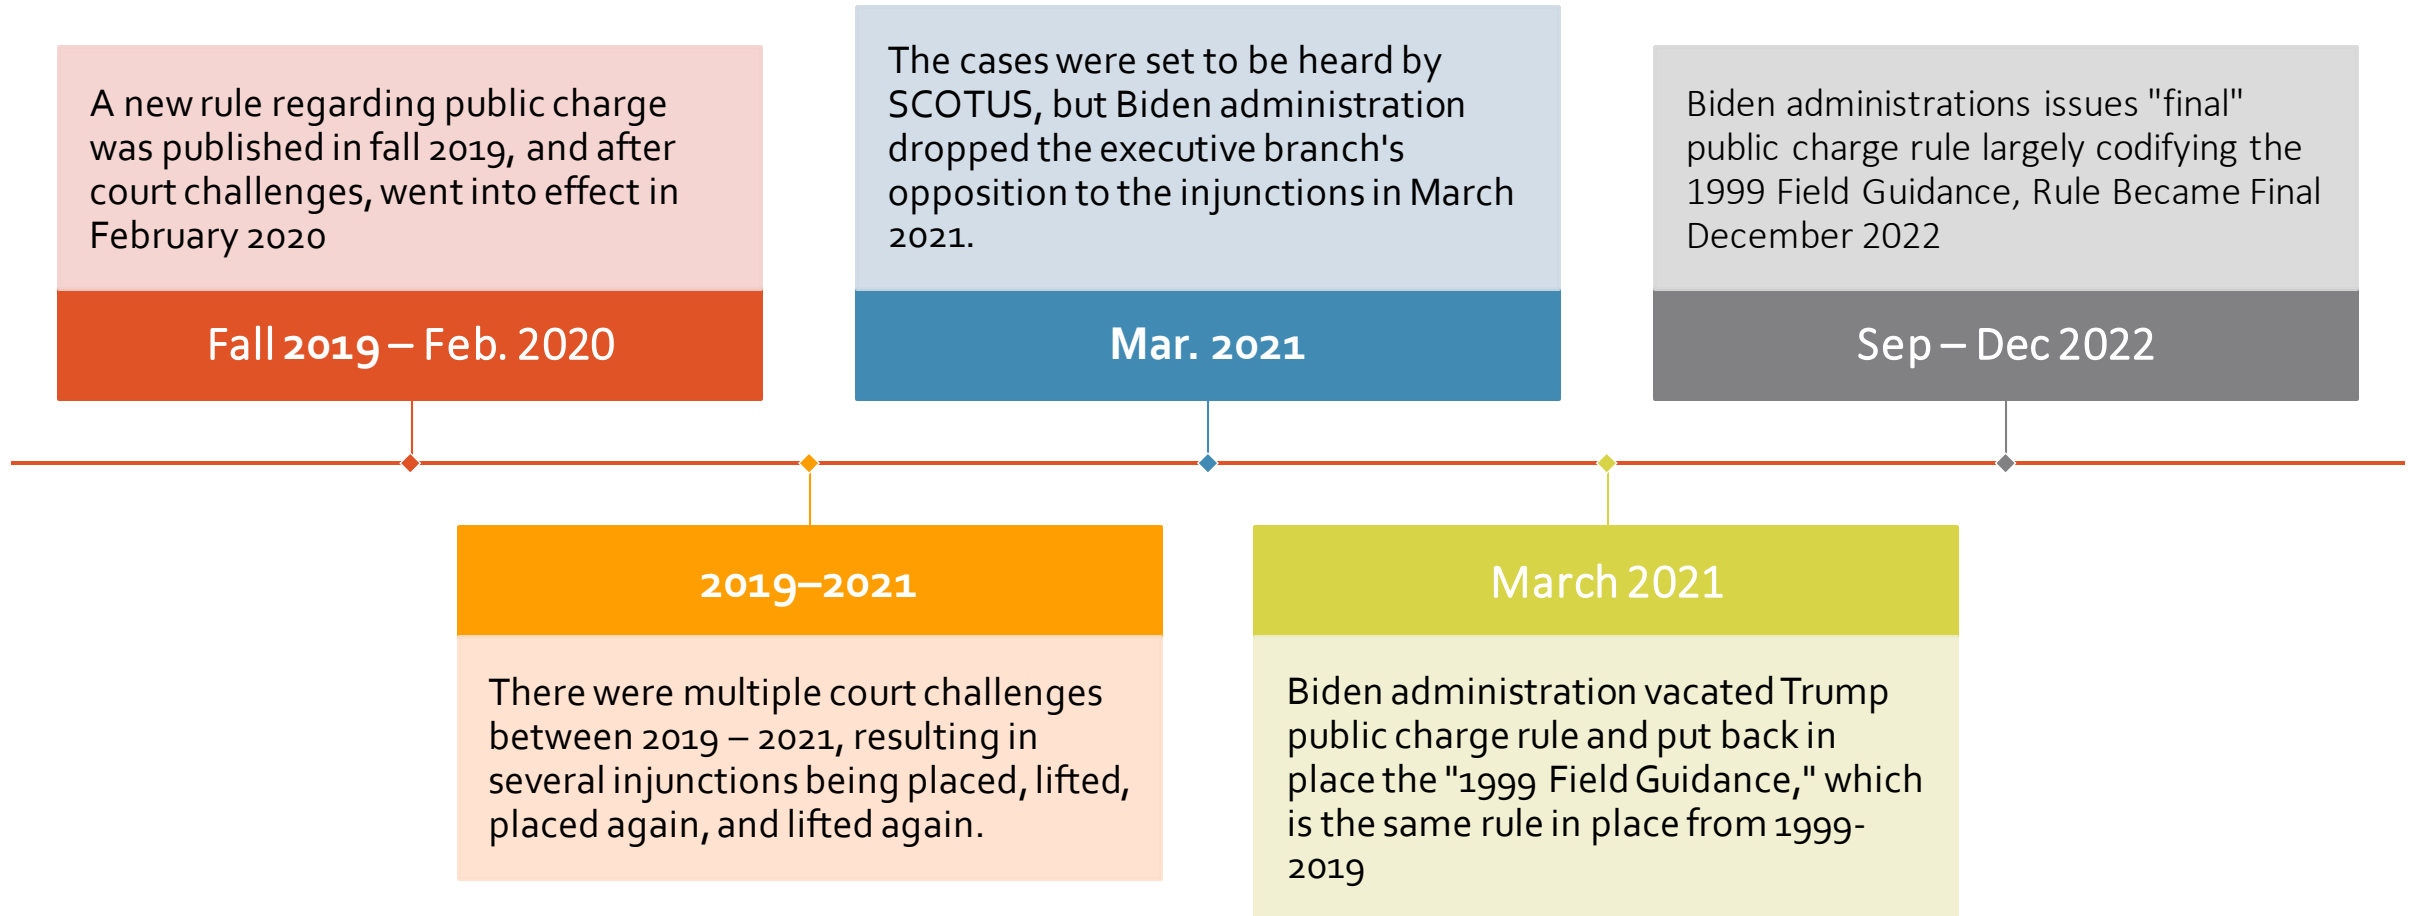 A new rule regarding public charge
was published in fall 2019, and after
court challenges, went into effect in
February 2020
Fall 2019 – Feb. 2020
2019–2021
There were multiple court challenges
between 2019 – 2021, resulting in
several injunctions being placed, lifted,
placed again, and lifted again.
The cases were set to be heard by
SCOTUS, but Biden administration
dropped the executive branch's
opposition to the injunctions in March
2021.
Mar. 2021
March 2021
Biden administration vacated Trump
public charge rule and put back in
place the "1999 Field Guidance," which
is the same rule in place from 1999-
2019
Biden administrations issues "final"
public charge rule largely codifying the
1999 Field Guidance, Rule Became Final
December 2022
Sep – Dec 2022